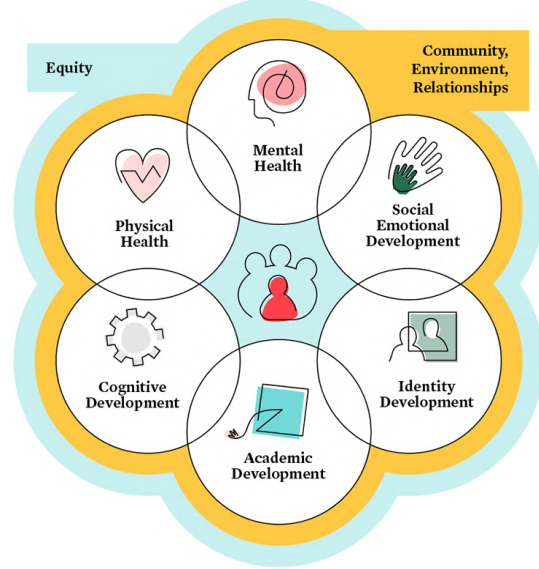 Equity
Community,
Environment,
Relationships
Mental
Health
Physical
Health
Social
Emotional
Development
Cognitive
Development
Identity
Development
Academic
Development